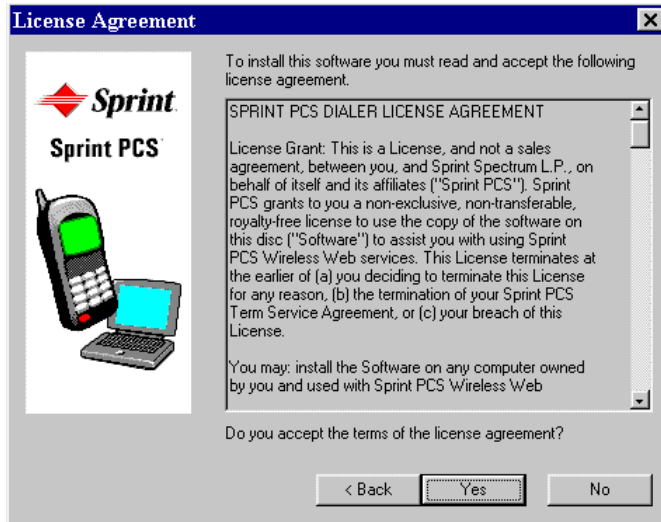 License Agreement
To install this software you must read and accept the following
license agreement.
Sprint
Sprint PCS
SPRINT PCS DIALER LICENSE AGREEMENT
License Grant: This is a License, and not a sales
agreement, between you, and Sprint Spectrum L.P., on
behalf of itself and its affiliates ("Sprint PCS"). Sprint
PCS grants to you a non-exclusive, non-transferable,
royalty-free license to use the copy of the software on
this disc ("Software") to assist you with using Sprint
PCS Wireless Web services. This License terminates at
the earlier of (a) you deciding to terminate this License
for any reason, (b) the termination of your Sprint PCS
Term Service Agreement, or (c) your breach of this
License.
You may: install the Software on any computer owned
by you and used with Sprint PCS Wireless Web
Do you accept the terms of the license agreement?
< Back
Yes
No